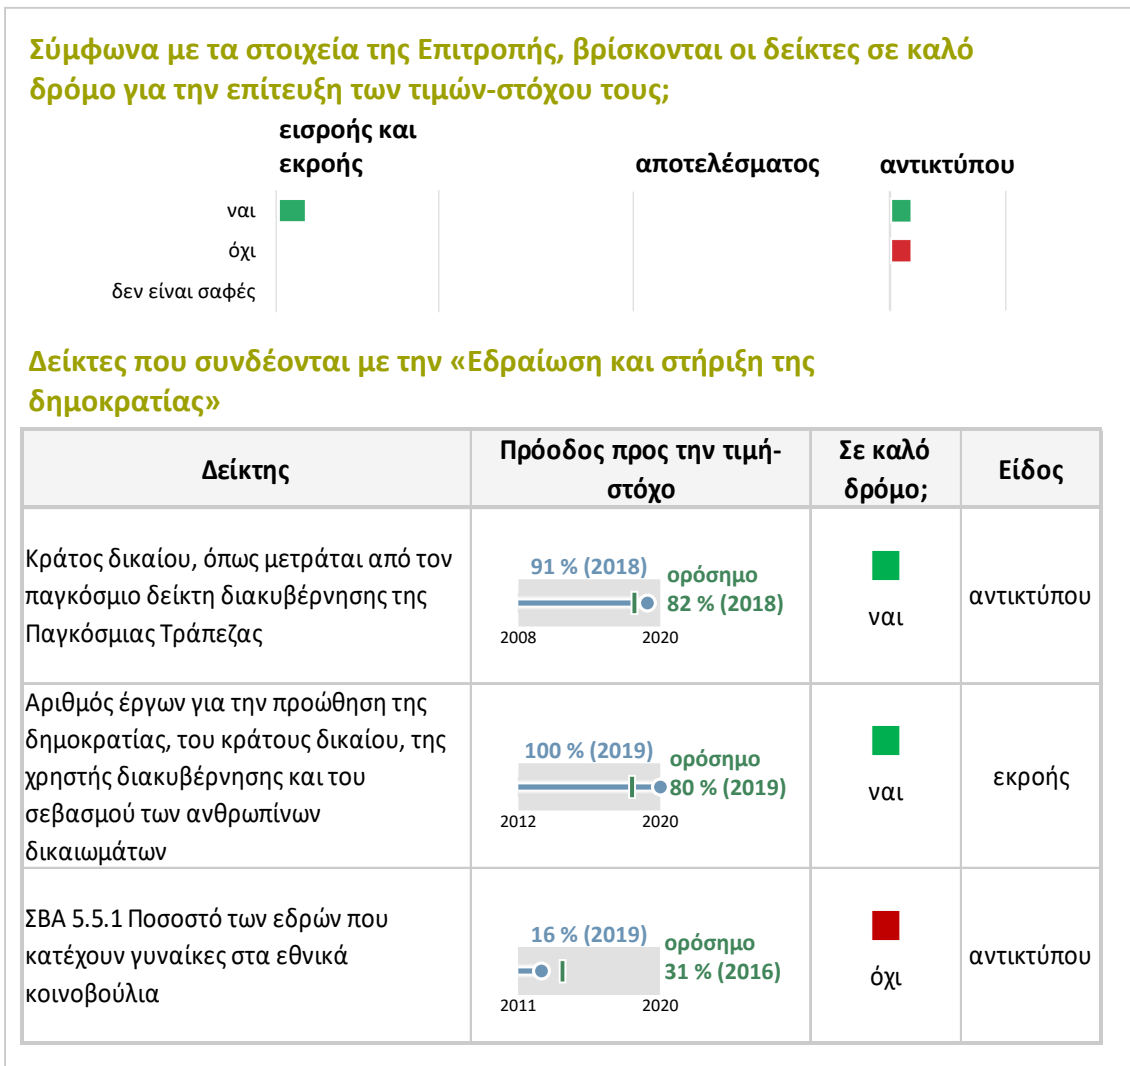 Σύμφωνα με τα στοιχεία της Επιτροπής, βρίσκονται οι δείκτες σε καλό
δρόμο για την επίτευξη των τιμών-στόχου τους;
εισροής και
εκροής
αποτελέσματος
αντικτύπου
ναι
όχι
δεν είναι σαφές
Δείκτες που συνδέονται με την «Εδραίωση και στήριξη της
δημοκρατίας»
Δείκτης
Πρόοδος προς την τιμή-
στόχο
Σε καλό
δρόμο;
Είδος
Κράτος δικαίου, όπως μετράται από τον
παγκόσμιο δείκτη διακυβέρνησης της
Παγκόσμιας Τράπεζας
91 % (2018)
ορόσημο
82 % (2018)
2008
2020
ναι
αντικτύπου
Αριθμός έργων για την προώθηση της
δημοκρατίας, του κράτους δικαίου, της
χρηστής διακυβέρνησης και του
σεβασμού των ανθρωπίνων
δικαιωμάτων
100 % (2019)
ορόσημο
80 % (2019)
2012
2020
ναι
εκροής
ΣΒΑ 5.5.1 Ποσοστό των εδρών που
κατέχουν γυναίκες στα εθνικά
κοινοβούλια
16 % (2019)
ορόσημο
31 % (2016)
2011
2020
όχι
αντικτύπου